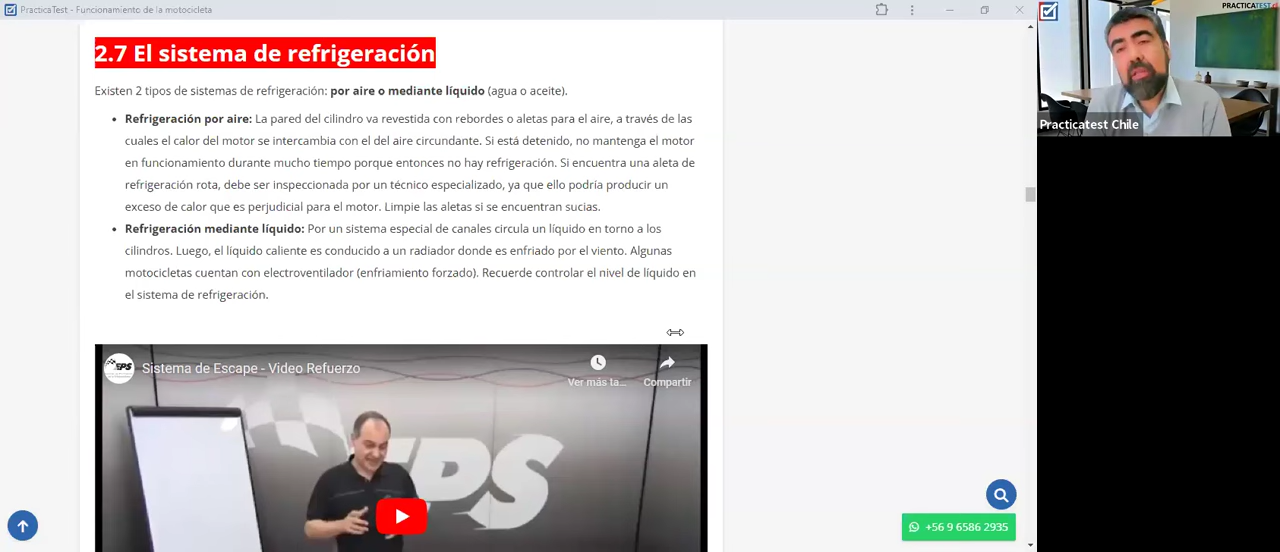 PracticaTest - Funcionamiento de la motocicleta
PRACTICATEST.cl
2.7 El sistema de refrigeración
Existen 2 tipos de sistemas de refrigeración: por aire o mediante líquido (agua o aceite).
Refrigeración por aire: La pared del cilindro va revestida con rebordes o aletas para el aire, a través de las
cuales el calor del motor se intercambia con el del aire circundante. Si está detenido, no mantenga el motor
en funcionamiento durante mucho tiempo porque entonces no hay refrigeración. Si encuentra una aleta de
refrigeración rota, debe ser inspeccionada por un técnico especializado, ya que ello podría producir un
exceso de calor que es perjudicial para el motor. Limpie las aletas si se encuentran sucias.
Refrigeración mediante líquido: Por un sistema especial de canales circula un líquido en torno a los
cilindros. Luego, el líquido caliente es conducido a un radiador donde es enfriado por el viento. Algunas
motocicletas cuentan con electroventilador (enfriamiento forzado). Recuerde controlar el nivel de líquido en
el sistema de refrigeración.
Practicatest Chile
EPS
Sistema de Escape - Video Refuerzo
Ver más ta...
Compartir
EPS
+56 9 6586 2935